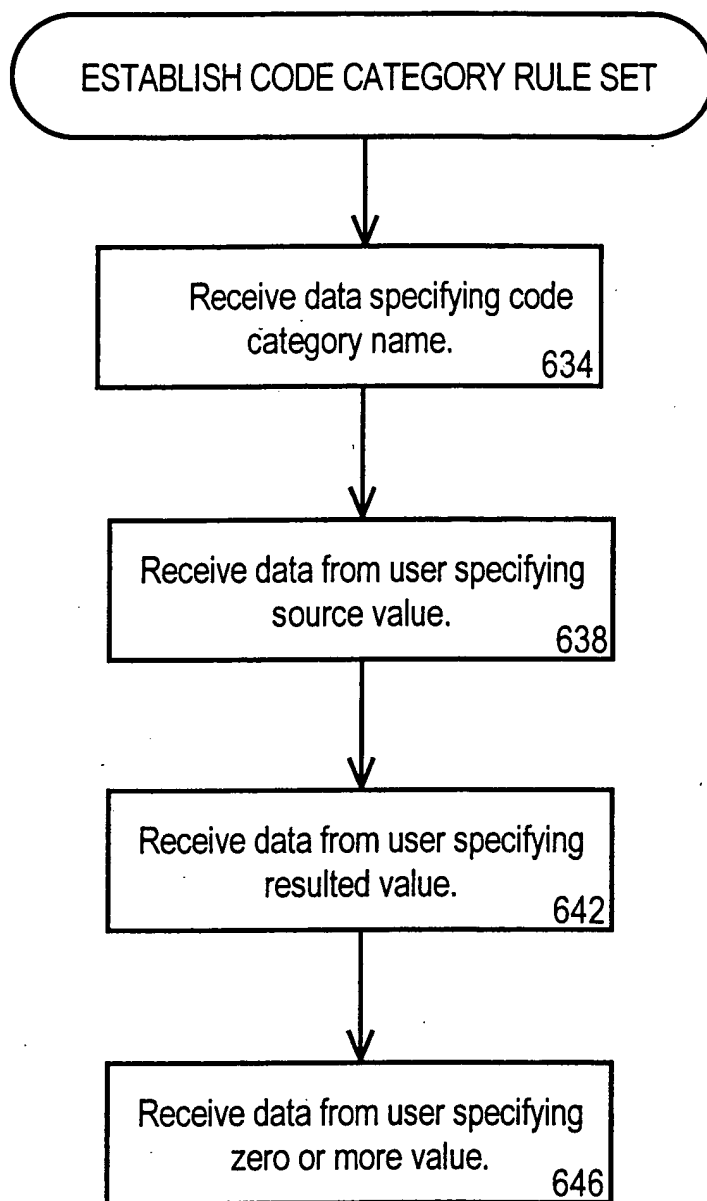 ESTABLISH CODE CATEGORY RULE SET
Receive data specifying code
category name.
634
Receive data from user specifying
source value.
638
Receive data from user specifying
resulted value.
642
Receive data from user specifying
zero or more value.
646